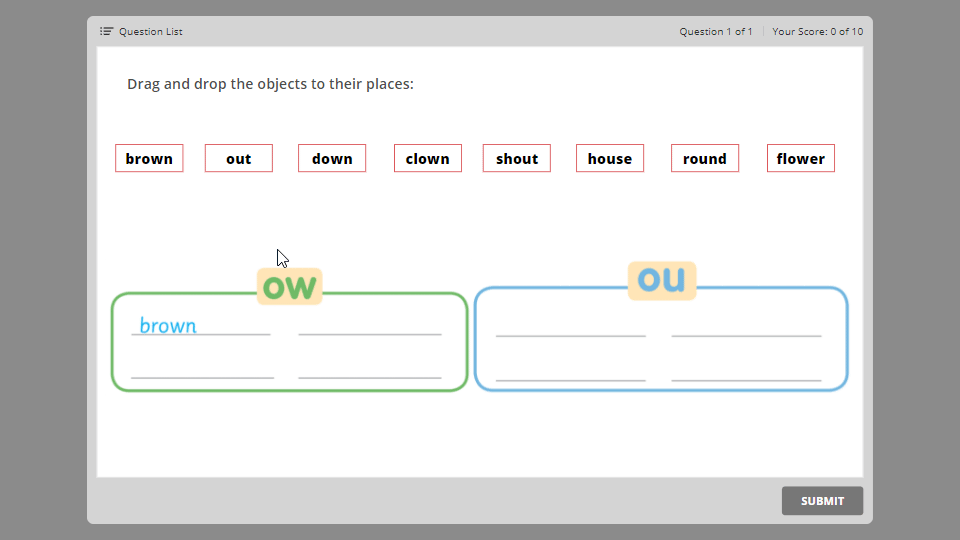 Question List
Question 1 of 1
Your Score: 0 of 10
Drag and drop the objects to their places:
brown out down clown shout house round flower
ow
ou
brown
SUBMIT